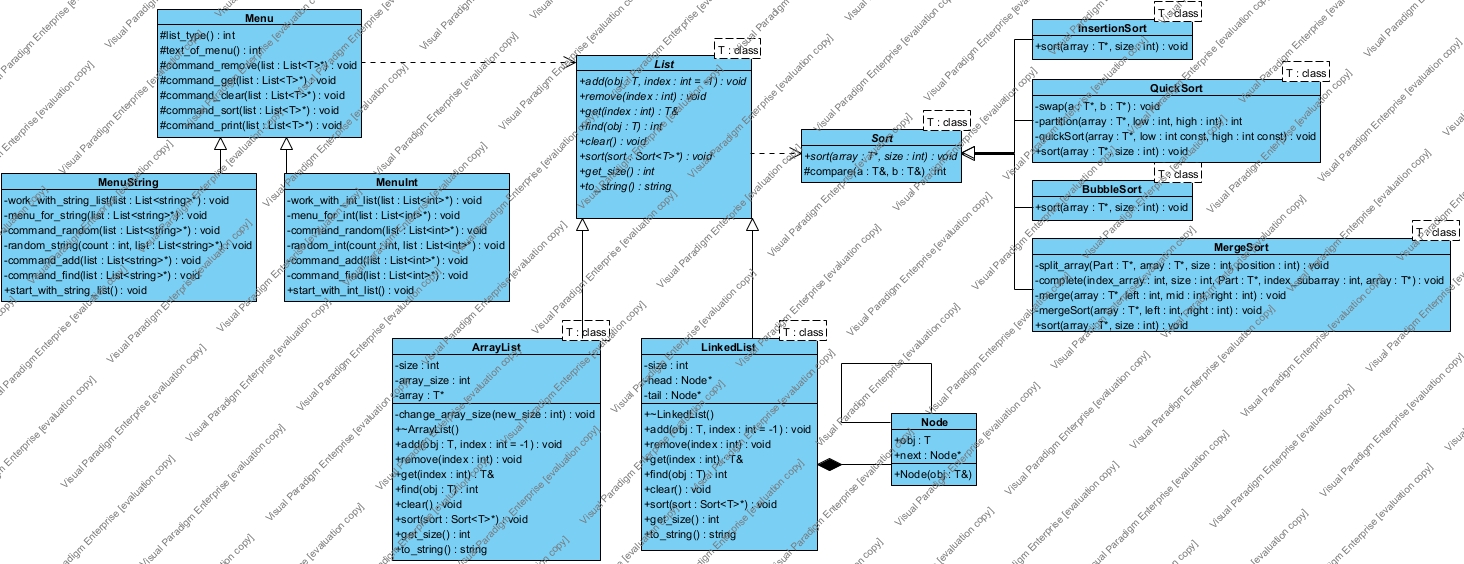 Menu
#list_type() : int
#text_of_menu() : int
#command_remove(list : List<T>*) : void
#command_get(list : List<T>*) : void
#command_clear(list : List<T>*) : void
#command_sort(list : List<T>*) : void
#command_print(list : List<T>*) : void
MenuString
-work_with_string_list(list : List<string>*) : void
-menu_for_string(list : List<string>*) : void
-command_random(list : List<string>*) : void
-random_string(count : int, list : List<string>*) : void
-command_add(list : List<string>*) : void
-command_find(list : List<string>*) : void
+start_with_string_list() : void
MenuInt
-work_with_int_list(list : List<int>*) : void
-menu_for_int(list : List<int>*) : void
-command_random(list : List<int>*) : void
-random_int(count : int, list : List<int>*) : void
-command_add(list : List<int>*) : void
-command_find(list : List<int>*) : void
+start_with_int_list() : void
T : class
List
+add(obj : T, index : int = -1) : void
+remove(index : int) : void
+get(index : int) : T&
+find(obj : T) : int
+clear() : void
+sort(sort : Sort<T>*) : void
+get_size() : int
+to_string() : string
T : class
Sort
+sort(array : T*, size : int) : void
#compare(a : T&, b : T&) : int
T : class
InsertionSort
+sort(array : T*, size : int) : void
T : class
QuickSort
-swap(a : T*, b : T*) : void
-partition(array : T*, low : int, high : int) : int
-quickSort(array : T*, low : int const, high : int const) : void
+sort(array : T*, size : int) : void
T : class
BubbleSort
+sort(array : T*, size : int) : void
T : class
MergeSort
-split_array(Part : T*, array : T*, size : int, position : int) : void
-complete(index_array : int, size : int, Part : T*, index_subarray : int, array : T*) : void
-merge(array : T*, left : int, mid : int, right : int) : void
-mergeSort(array : T*, left : int, right : int) : void
+sort(array : T*, size : int) : void
T : class
ArrayList
-size : int
-array_size : int
-array : T*
-change_array_size(new_size : int) : void
+~ArrayList()
+add(obj : T, index : int = -1) : void
+remove(index : int) : void
+get(index : int) : T&
+find(obj : T) : int
+clear() : void
+sort(sort : Sort<T>*) : void
+get_size() : int
+to_string() : string
T : class
LinkedList
-size : int
-head : Node*
-tail : Node*
+~LinkedList()
+add(obj : T, index : int = -1) : void
+remove(index : int) : void
+get(index : int) : T&
+find(obj : T) : int
+clear() : void
+sort(sort : Sort<T>*) : void
+get_size() : int
+to_string() : string
Node
+obj : T
+next : Node*
+Node(obj : T&)
Visual Paradigm Enterprise [evaluation copy]